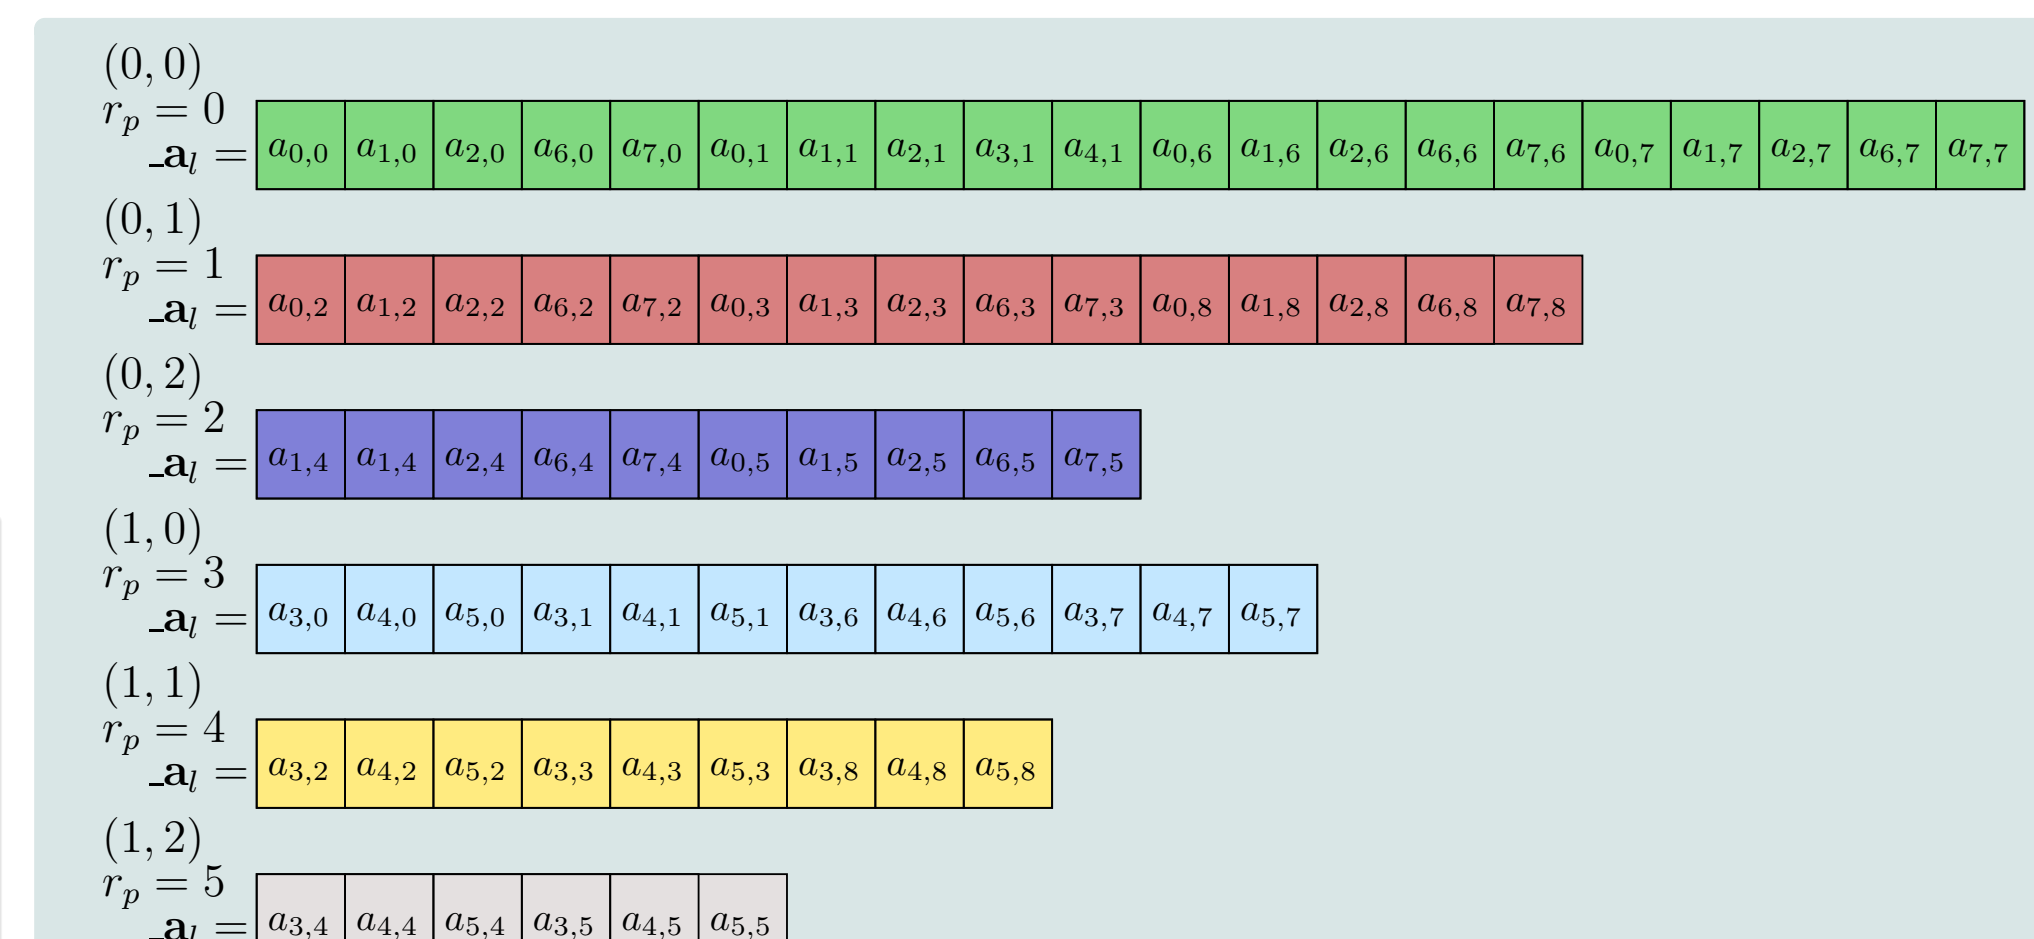 (0, 0)
r_p = 0
_a_l = a_{0,0} a_{1,0} a_{2,0} a_{6,0} a_{7,0} a_{0,1} a_{1,1} a_{2,1} a_{3,1} a_{4,1} a_{0,6} a_{1,6} a_{2,6} a_{6,6} a_{7,6} a_{0,7} a_{1,7} a_{2,7} a_{6,7} a_{7,7}
(0, 1)
r_p = 1
_a_l = a_{0,2} a_{1,2} a_{2,2} a_{6,2} a_{7,2} a_{0,3} a_{1,3} a_{2,3} a_{6,3} a_{7,3} a_{0,8} a_{1,8} a_{2,8} a_{6,8} a_{7,8}
(0, 2)
r_p = 2
_a_l = a_{1,4} a_{1,4} a_{2,4} a_{6,4} a_{7,4} a_{0,5} a_{1,5} a_{2,5} a_{6,5} a_{7,5}
(1, 0)
r_p = 3
_a_l = a_{3,0} a_{4,0} a_{5,0} a_{3,1} a_{4,1} a_{5,1} a_{3,6} a_{4,6} a_{5,6} a_{3,7} a_{4,7} a_{5,7}
(1, 1)
r_p = 4
_a_l = a_{3,2} a_{4,2} a_{5,2} a_{3,3} a_{4,3} a_{5,3} a_{3,8} a_{4,8} a_{5,8}
(1, 2)
r_p = 5
_a_l = a_{3,4} a_{4,4} a_{5,4} a_{3,5} a_{4,5} a_{5,5}